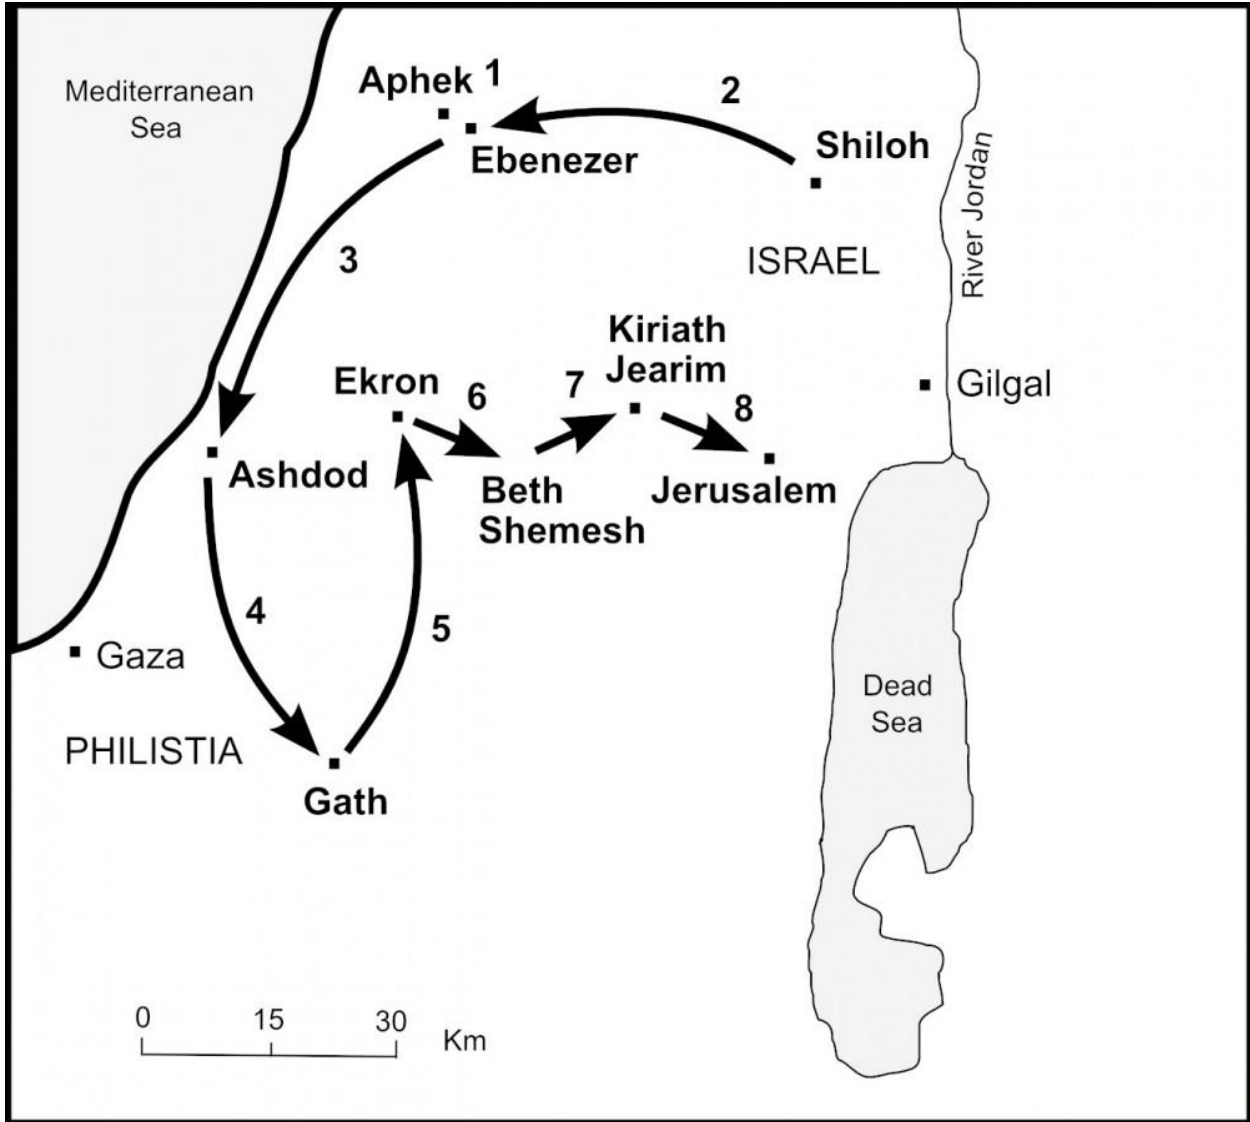 Mediterranean
Sea
Aphek 1
2
Ebenezer
Shiloh
River Jordan
3
ISRAEL
Kiriath
Jearim
Ekron
6
7
8
Gilgal
Ashdod
Beth
Shemesh
Jerusalem
4
5
Gaza
PHILISTIA
Gath
Dead
Sea
0 15 30
Km